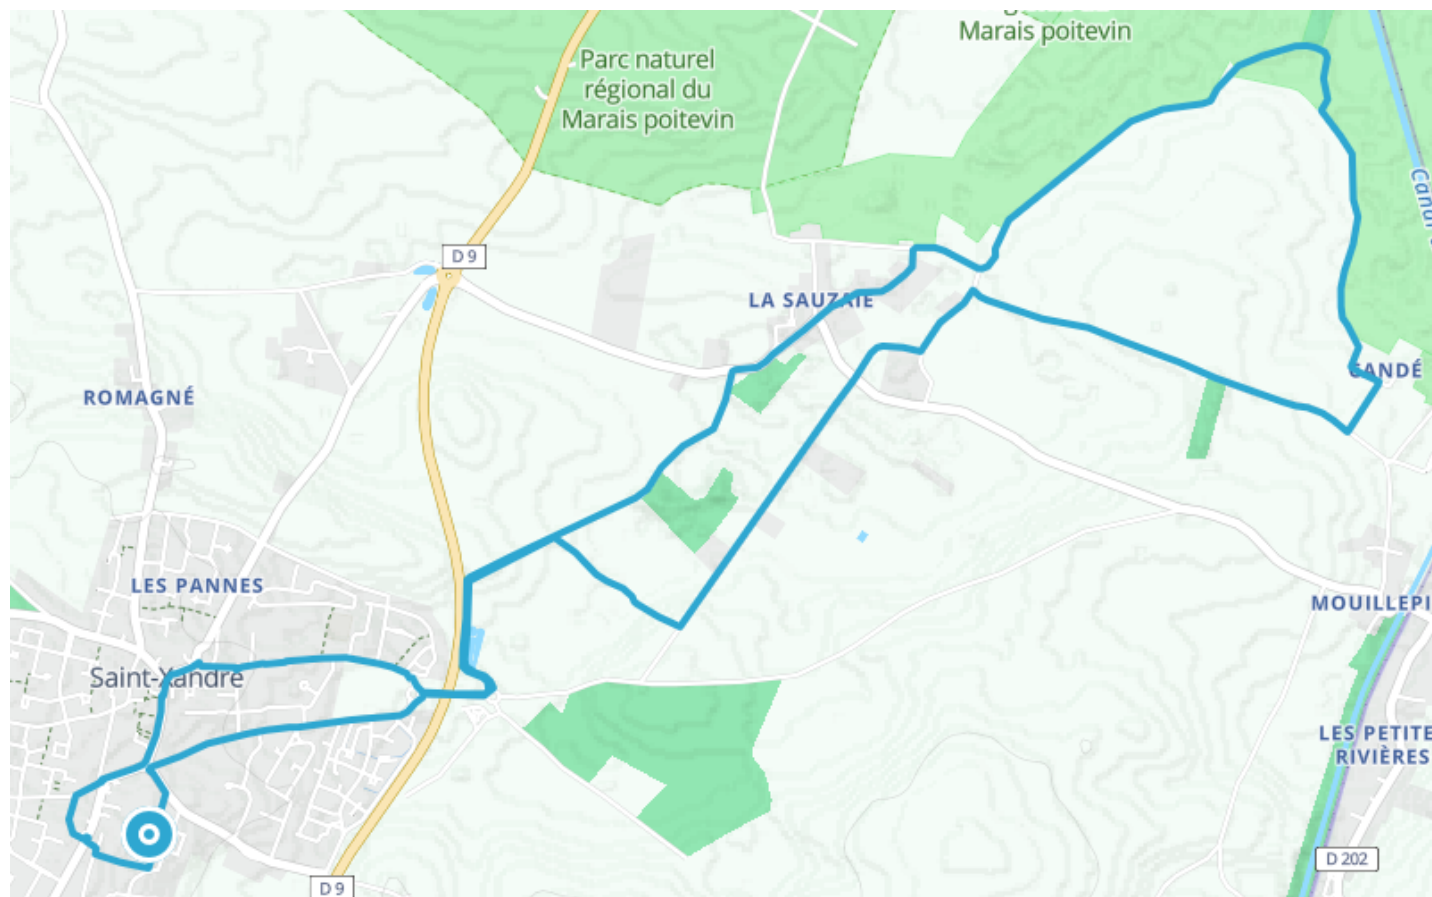 Marais poitevin
Parc naturel
régional du
Marais poitevin
D 9
LA SAUZAIE
CANDÉ
ROMAGNÉ
LES PANNES
MOUILLEPI
Saint-Xandre
LES PETITE
RIVIÈRES
D 202
D 9